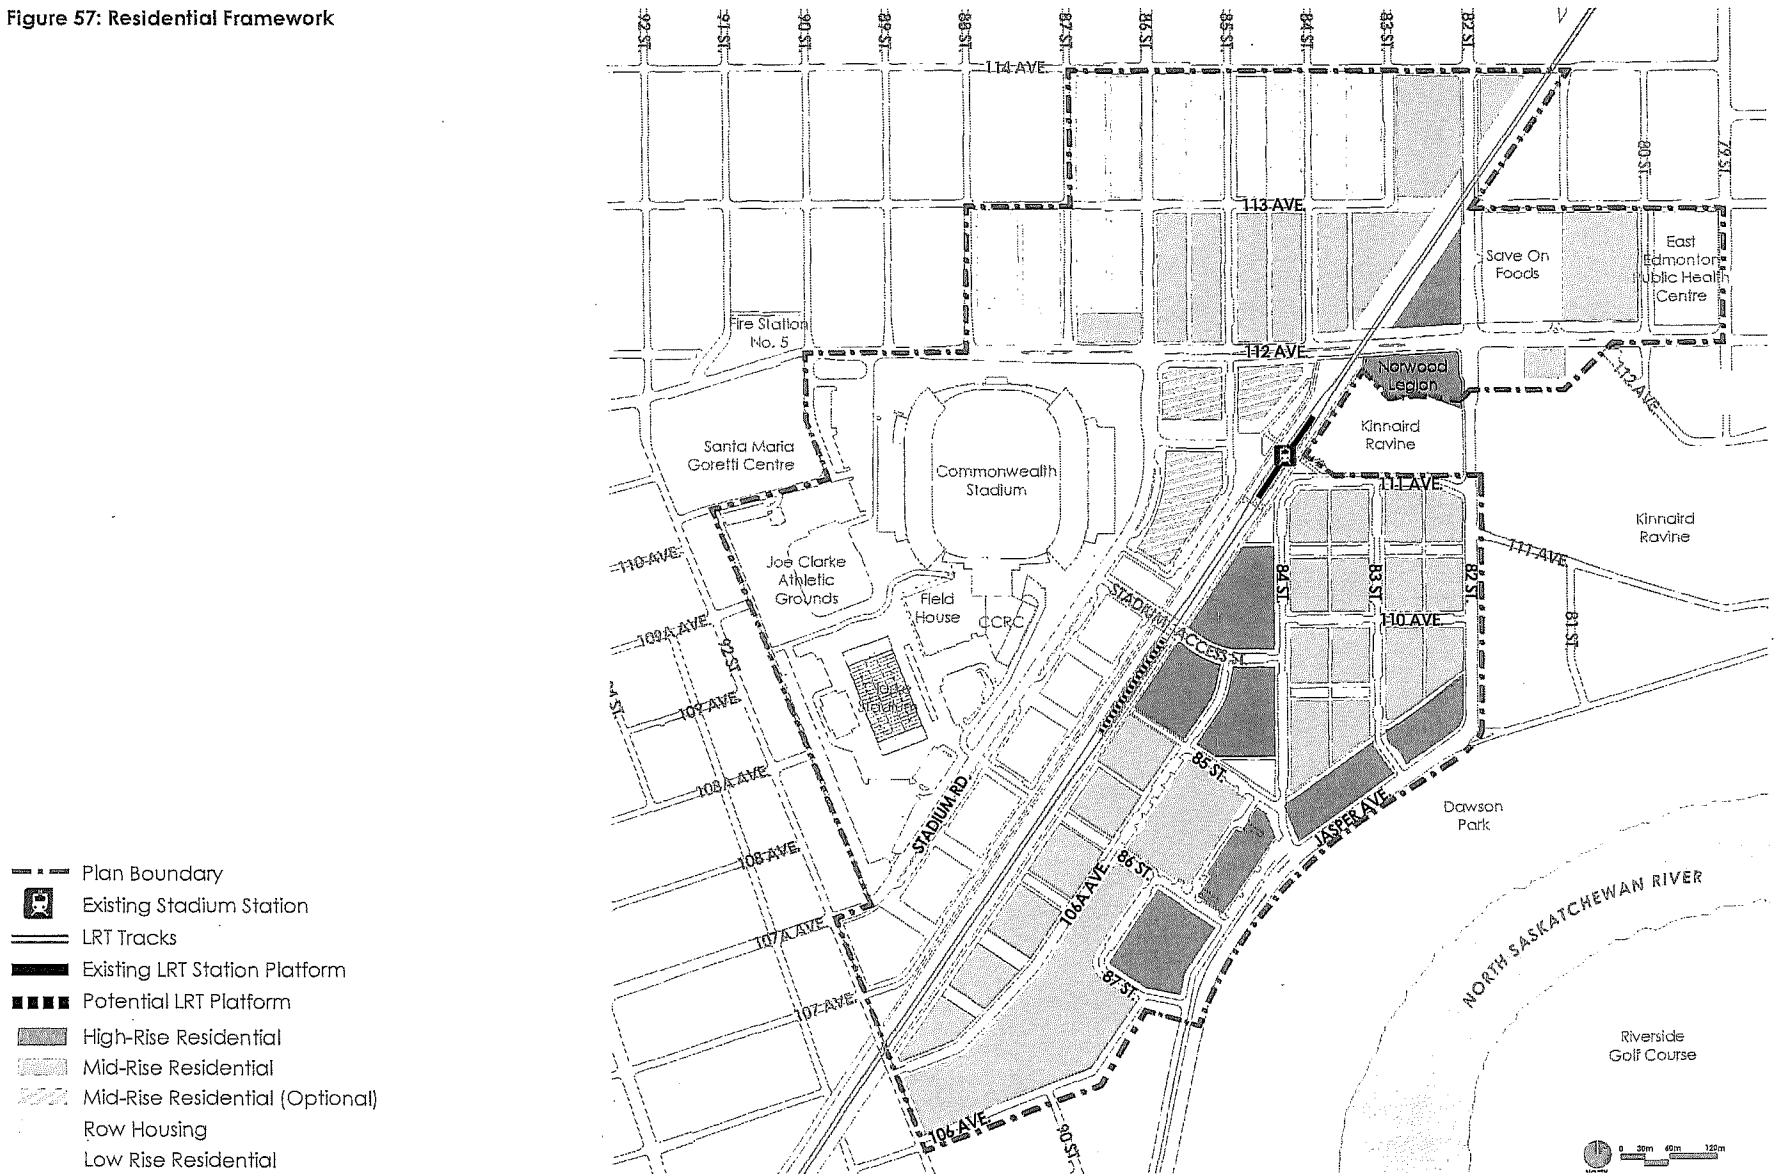 Figure 57: Residential Framework
92 ST.
91 ST.
90 ST.
89 ST.
88 ST.
87 ST.
86 ST.
85 ST.
84 ST.
83 ST.
82 ST.
114 AVE.
80 ST.
79 ST.
113 AVE.
Save On
Foods
East
Edmonton
Public Health
Centre
Fire Station
No. 5
112 AVE.
Norwood
Legion
112 AVE.
Kinnaird
Ravine
Santa Maria
Goretti Centre
Commonwealth
Stadium
111 AVE.
Kinnaird
Ravine
110 AVE.
Joe Clarke
Athletic
Grounds
Field
House
CCRC
STADIUM ACCESS ST.
84 ST.
83 ST.
82 ST.
111 AVE.
81 ST.
110 AVE.
109A AVE.
92 ST.
109 AVE.
Clarke
Stadium
85 ST.
108A AVE.
STADIUM RD.
JASPER AVE.
Dawson
Park
108 AVE.
86 ST.
106A AVE.
NORTH SASKATCHEWAN RIVER
107A AVE.
87 ST.
107 AVE.
Riverside
Golf Course
106 AVE.
90 ST.
Plan Boundary
Existing Stadium Station
LRT Tracks
Existing LRT Station Platform
Potential LRT Platform
High-Rise Residential
Mid-Rise Residential
Mid-Rise Residential (Optional)
Row Housing
Low Rise Residential
0 30m 60m 120m
NORTH